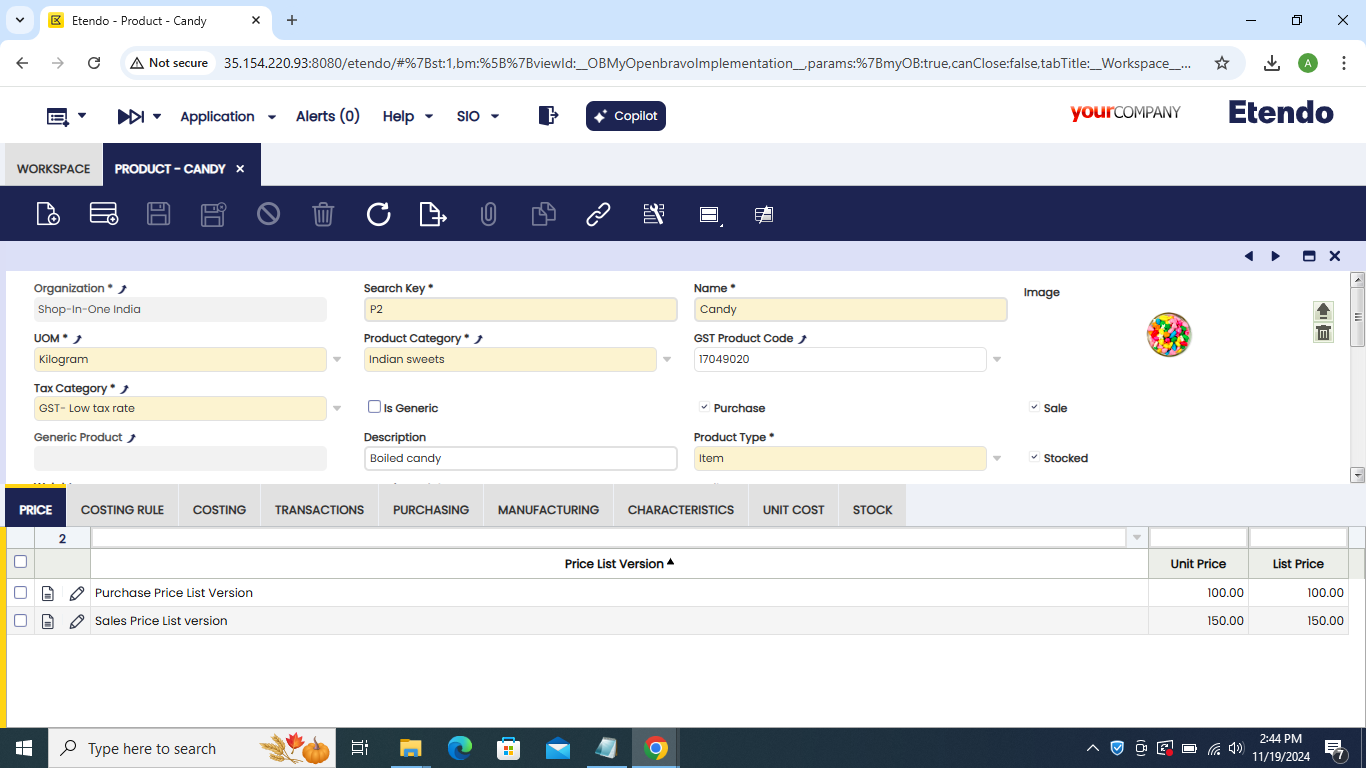 Etendo - Product - Candy
Not secure
35.154.220.93:8080/etendo/#%7Bst:1,bm:%5B%7BviewId:__OBMyOpenbravoImplementation__,params:%7BmyOB:true,canClose:false,tabTitle:__Workspace__...
A
Application
Alerts (0)
Help
SIO
Copilot
yourCOMPANY
Etendo
WORKSPACE
PRODUCT - CANDY
Organization *
Search Key *
Name *
Image
Shop-In-One India
P2
Candy
UOM *
Product Category *
GST Product Code
Kilogram
Indian sweets
17049020
Tax Category *
GST- Low tax rate
Is Generic
Purchase
Sale
Generic Product
Description
Product Type *
Boiled candy
Item
Stocked
PRICE
COSTING RULE
COSTING
TRANSACTIONS
PURCHASING
MANUFACTURING
CHARACTERISTICS
UNIT COST
STOCK
2
Price List Version
Unit Price
List Price
Purchase Price List Version
100.00
100.00
Sales Price List version
150.00
150.00
Type here to search
2:44 PM
11/19/2024
7